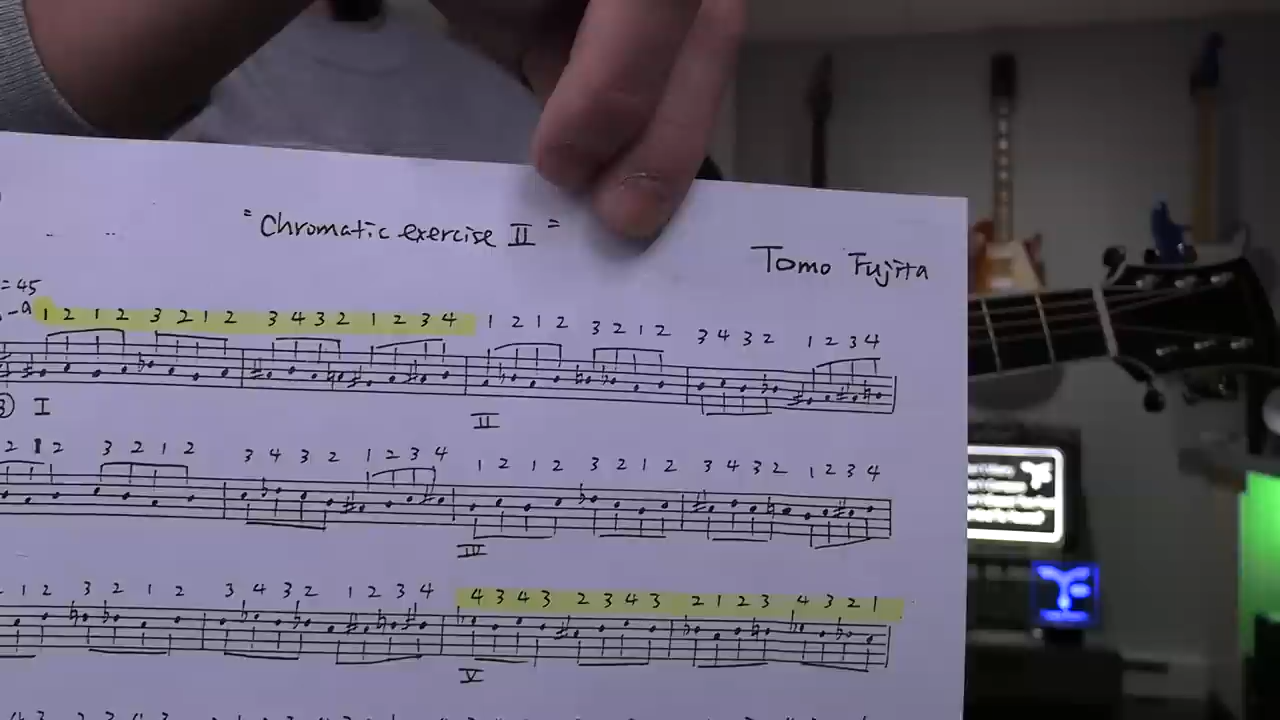 "Chromatic exercise II"
Tomo Fujita
= 45
1 2 1 2 3 2 1 2 3 4 3 2 1 2 3 4 1 2 1 2 3 2 1 2 3 4 3 2 1 2 3 4
I II
2 1 2 3 2 1 2 3 4 3 2 1 2 3 4 1 2 1 2 3 2 1 2 3 4 3 2 1 2 3 4
III
1 2 3 2 1 2 3 4 3 2 1 2 3 4 4 3 4 3 2 3 4 3 2 1 2 3 4 3 2 1
V